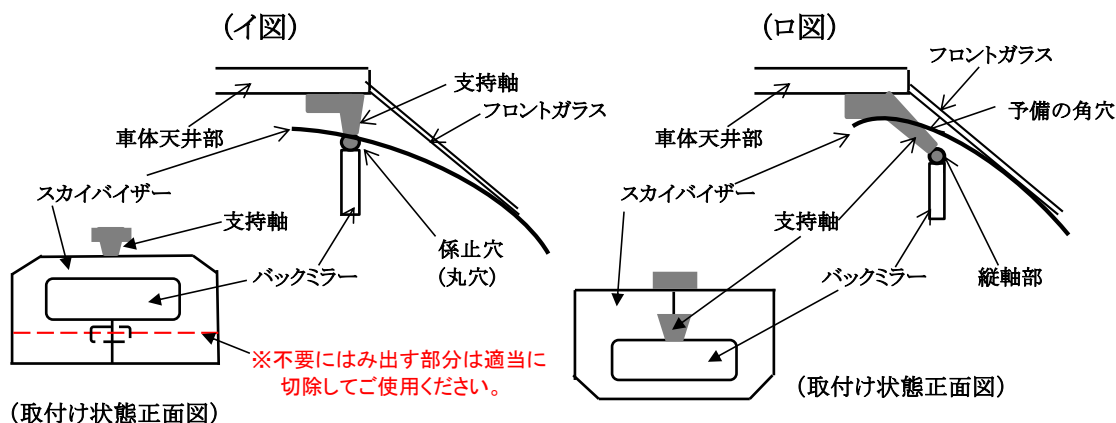 (イ図)
支持軸
フロントガラス
車体天井部
スカイバイザー
支持軸
係止穴
(丸穴)
バックミラー
※不要にはみ出す部分は適当に
切除してご使用ください。
(取付け状態正面図)
(ロ図)
フロントガラス
予備の角穴
車体天井部
スカイバイザー
支持軸
バックミラー
縦軸部
(取付け状態正面図)